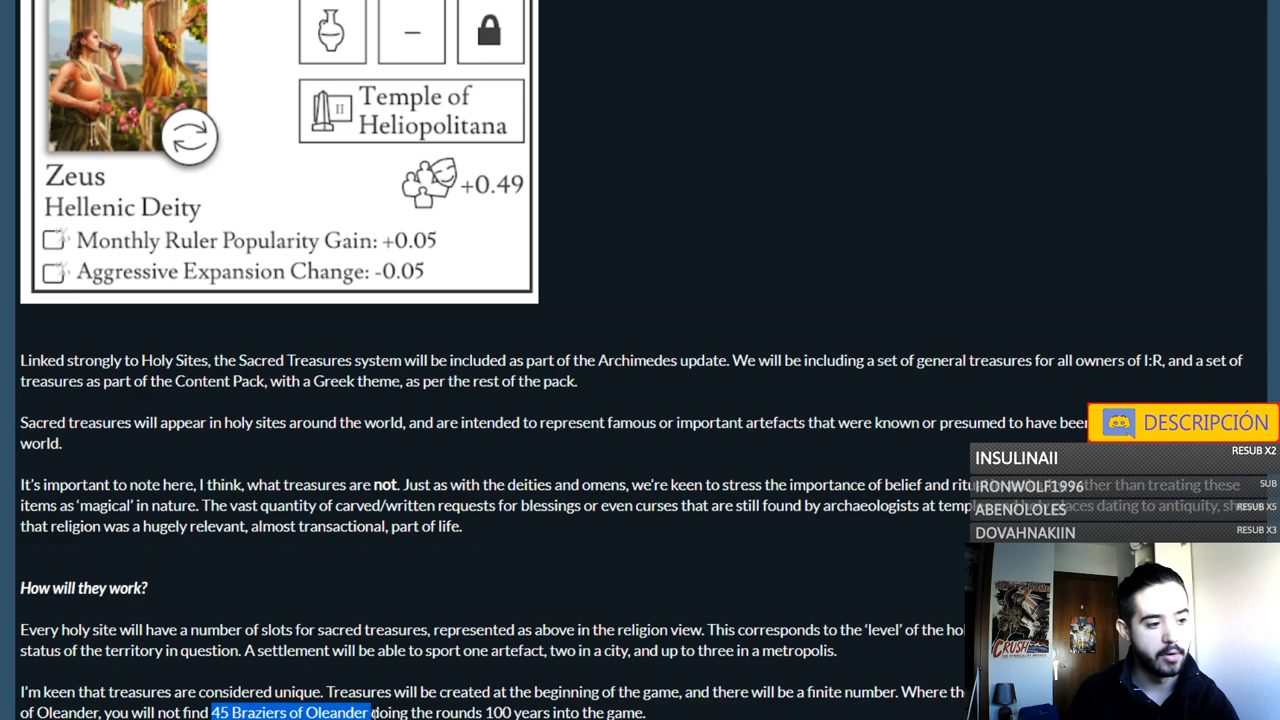 II
Temple of
Heliopolitana
Zeus
+0.49
Hellenic Deity
Monthly Ruler Popularity Gain: +0.05
Aggressive Expansion Change: -0.05
Linked strongly to Holy Sites, the Sacred Treasures system will be included as part of the Archimedes update. We will be including a set of general treasures for all owners of I:R, and a set of
treasures as part of the Content Pack, with a Greek theme, as per the rest of the pack.
Sacred treasures will appear in holy sites around the world, and are intended to represent famous or important artefacts that were known or presumed to have been
world.
DESCRIPCIÓN
INSULINAII RESUB X2
It's important to note here, I think, what treasures are not. Just as with the deities and omens, we're keen to stress the importance of belief and ther than treating these
IRONWOLF1996 SUB
items as 'magical' in nature. The vast quantity of carved/written requests for blessings or even curses that are still found by archaeologists at places dating to antiquity,
ABENOLOLES RESUB X5
that religion was a hugely relevant, almost transactional, part of life.
DOVAHNAKIIN RESUB X3
How will they work?
Every holy site will have a number of slots for sacred treasures, represented as above in the religion view. This corresponds to the 'level' of the
status of the territory in question. A settlement will be able to sport one artefact, two in a city, and up to three in a metropolis.
I'm keen that treasures are considered unique. Treasures will be created at the beginning of the game, and there will be a finite number. Where
of Oleander, you will not find 45 Braziers of Oleander doing the rounds 100 years into the game.
CRUSH